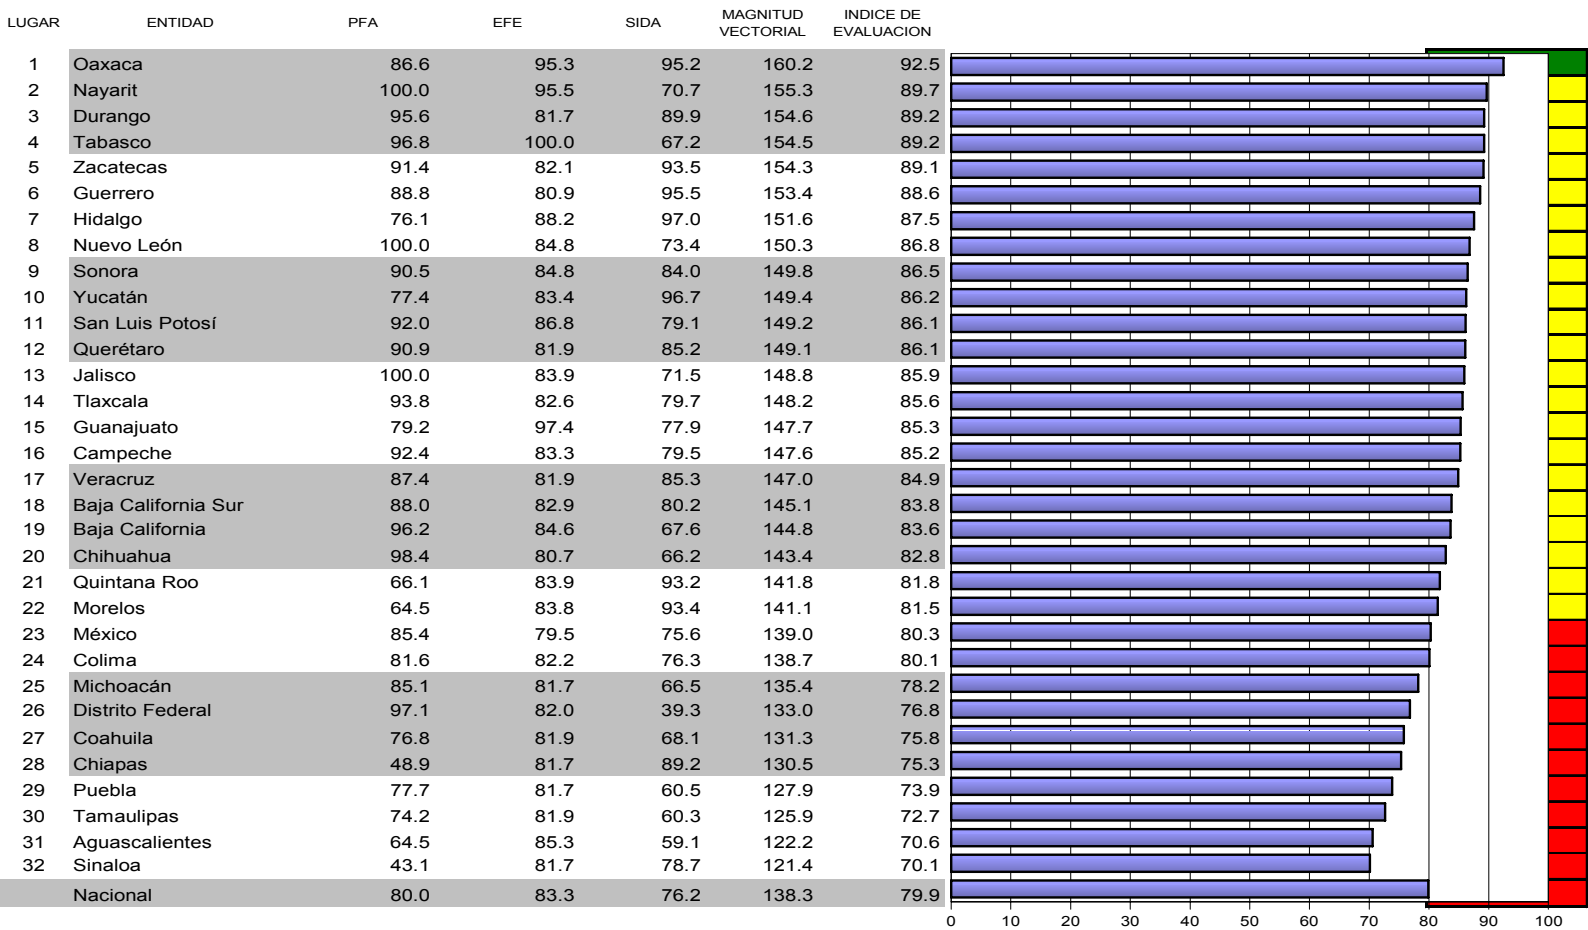 LUGAR ENTIDAD PFA EFE SIDA MAGNITUD VECTORIAL INDICE DE EVALUACION
1 Oaxaca 86.6 95.3 95.2 160.2 92.5
2 Nayarit 100.0 95.5 70.7 155.3 89.7
3 Durango 95.6 81.7 89.9 154.6 89.2
4 Tabasco 96.8 100.0 67.2 154.5 89.2
5 Zacatecas 91.4 82.1 93.5 154.3 89.1
6 Guerrero 88.8 80.9 95.5 153.4 88.6
7 Hidalgo 76.1 88.2 97.0 151.6 87.5
8 Nuevo León 100.0 84.8 73.4 150.3 86.8
9 Sonora 90.5 84.8 84.0 149.8 86.5
10 Yucatán 77.4 83.4 96.7 149.4 86.2
11 San Luis Potosí 92.0 86.8 79.1 149.2 86.1
12 Querétaro 90.9 81.9 85.2 149.1 86.1
13 Jalisco 100.0 83.9 71.5 148.8 85.9
14 Tlaxcala 93.8 82.6 79.7 148.2 85.6
15 Guanajuato 79.2 97.4 77.9 147.7 85.3
16 Campeche 92.4 83.3 79.5 147.6 85.2
17 Veracruz 87.4 81.9 85.3 147.0 84.9
18 Baja California Sur 88.0 82.9 80.2 145.1 83.8
19 Baja California 96.2 84.6 67.6 144.8 83.6
20 Chihuahua 98.4 80.7 66.2 143.4 82.8
21 Quintana Roo 66.1 83.9 93.2 141.8 81.8
22 Morelos 64.5 83.8 93.4 141.1 81.5
23 México 85.4 79.5 75.6 139.0 80.3
24 Colima 81.6 82.2 76.3 138.7 80.1
25 Michoacán 85.1 81.7 66.5 135.4 78.2
26 Distrito Federal 97.1 82.0 39.3 133.0 76.8
27 Coahuila 76.8 81.9 68.1 131.3 75.8
28 Chiapas 48.9 81.7 89.2 130.5 75.3
29 Puebla 77.7 81.7 60.5 127.9 73.9
30 Tamaulipas 74.2 81.9 60.3 125.9 72.7
31 Aguascalientes 64.5 85.3 59.1 122.2 70.6
32 Sinaloa 43.1 81.7 78.7 121.4 70.1
Nacional 80.0 83.3 76.2 138.3 79.9
0 10 20 30 40 50 60 70 80 90 100